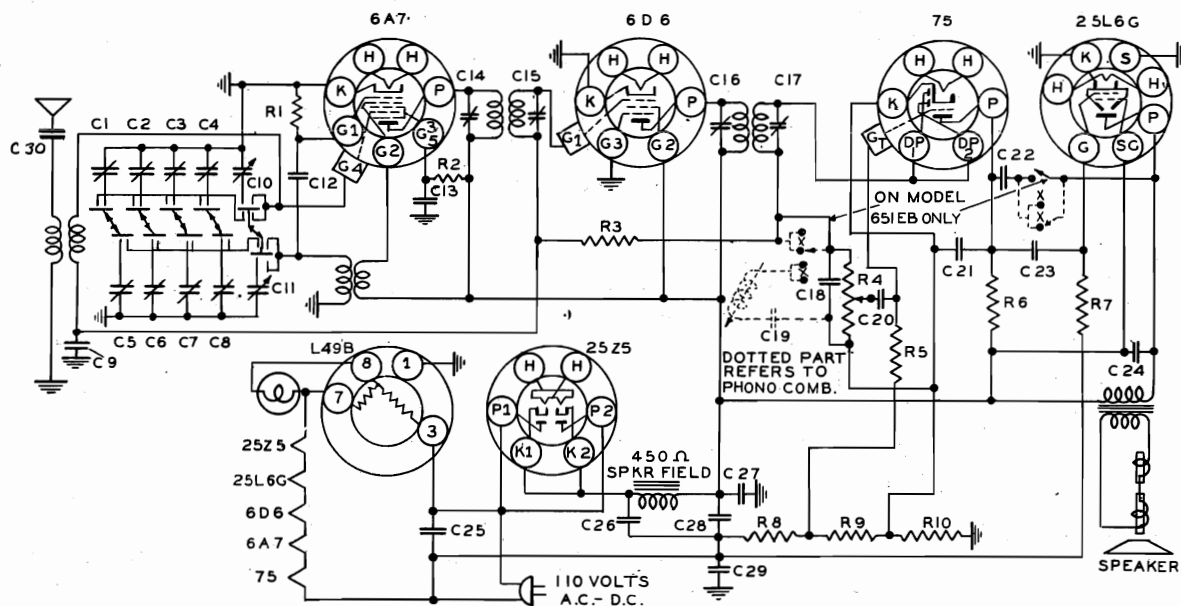 6A7
6D6
75
25L6G
H H
K P
G1 G3 G5
G4 G2
H H
K P
G1 G3 G2
H H
K P
G DP1 DP2
K S
H H
P
G SG
C30
C1 C2 C3 C4
C10
R1
C12
C14
C15
R2
C13
C16
C17
C11
C5 C6 C7 C8
C9
R3
ON MODEL
651EB ONLY
C22
C21
C23
C18
R4
C20
C19
R5
R6
R7
C24
DOTTED PART
REFERS TO
PHONO COMB.
L49B
8 1
7
3
25Z5
H H
P1 P2
K1 K2
450 Ω
SPKR FIELD
C27
C25
C26
C28
C29
R8
R9
R10
25Z5
25L6G
6D6
6A7
75
110 VOLTS
A.C.-D.C.
SPEAKER